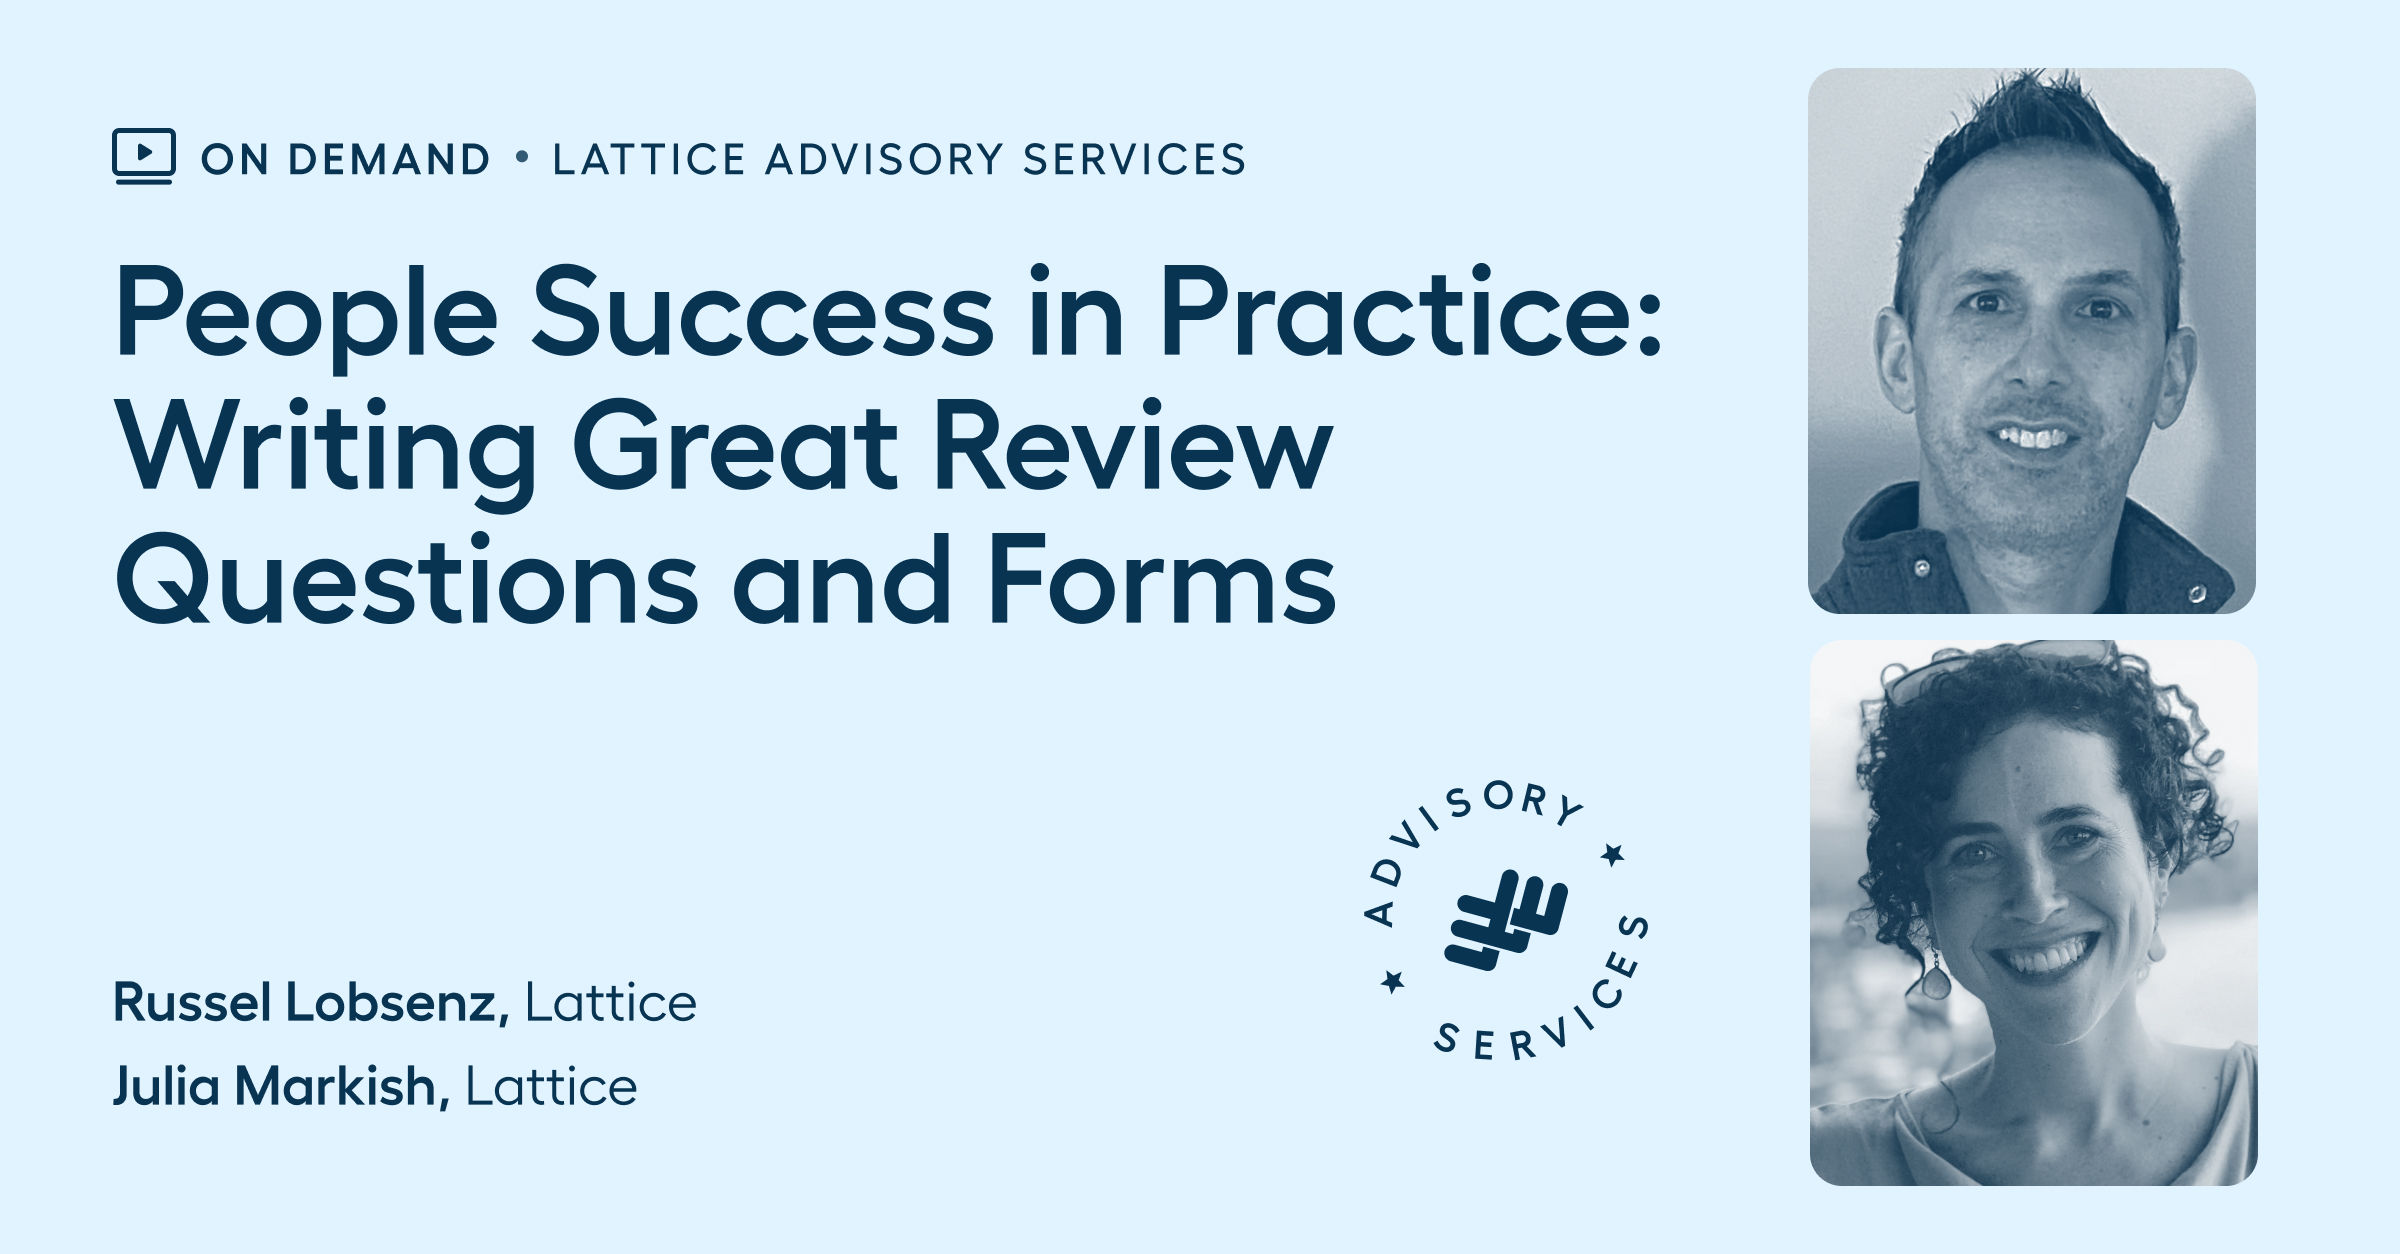 ON DEMAND • LATTICE ADVISORY SERVICES
People Success in Practice:
Writing Great Review
Questions and Forms
ADVISORY ★ SERVICES ★
Russel Lobsenz, Lattice
Julia Markish, Lattice